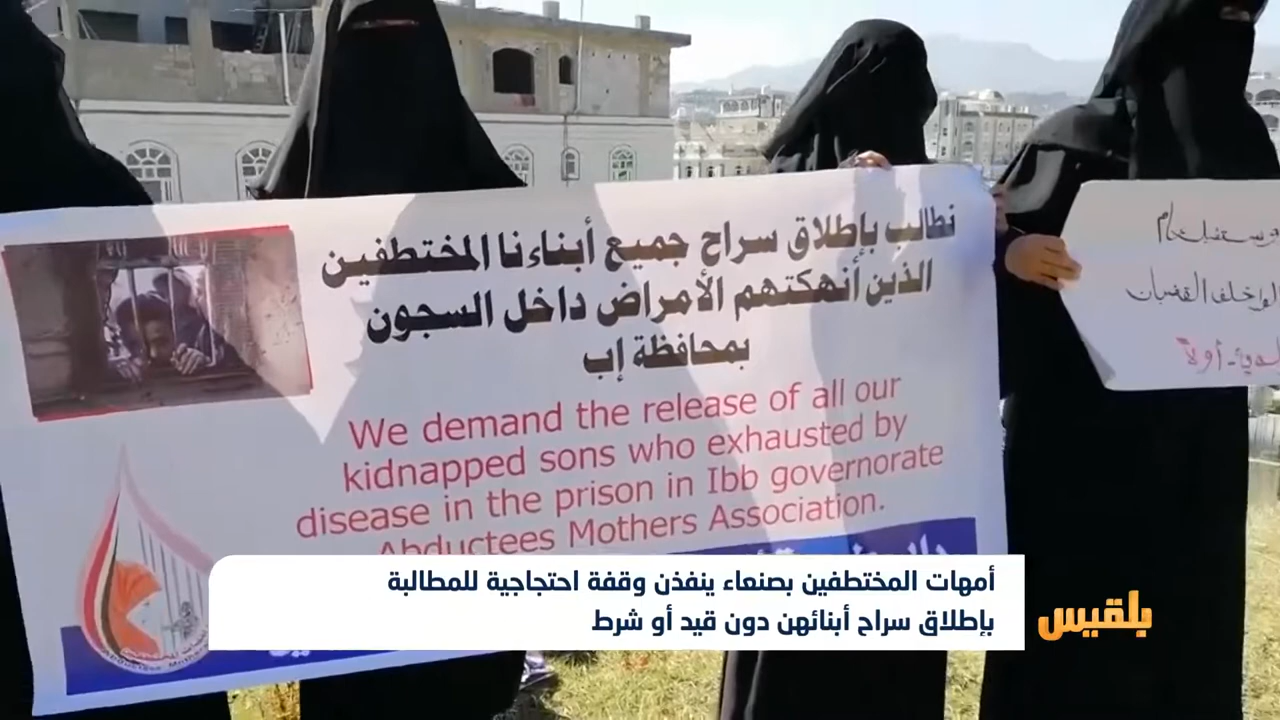 نطالب بإطلاق سراح جميع أبناءنا المختطفين
الذين أنهكتهم الأمراض داخل السجون
بمحافظة إب
We demand the release of all our
kidnapped sons who exhausted by
disease in the prison in Ibb governorate
Abductees Mothers Association.
خلف القضبان
أولاً
أمهات المختطفين بصنعاء ينفذن وقفة احتجاجية للمطالبة
بإطلاق سراح أبنائهن دون قيد أو شرط
بلقيس